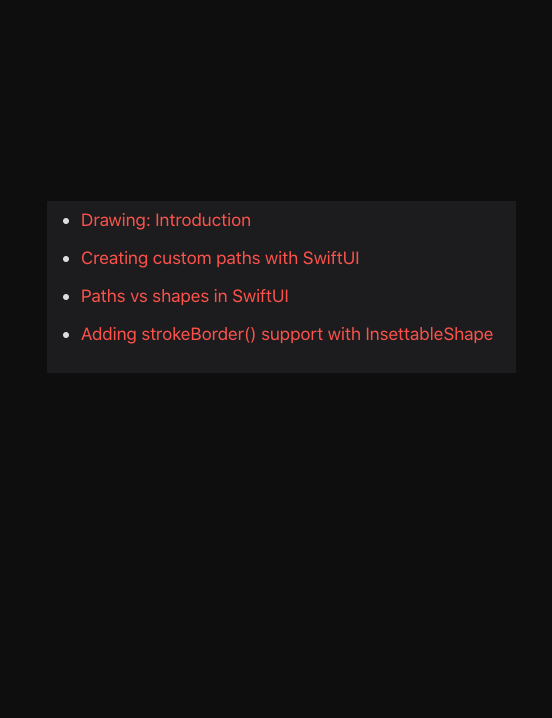 Drawing: Introduction
Creating custom paths with SwiftUI
Paths vs shapes in SwiftUI
Adding strokeBorder() support with InsettableShape